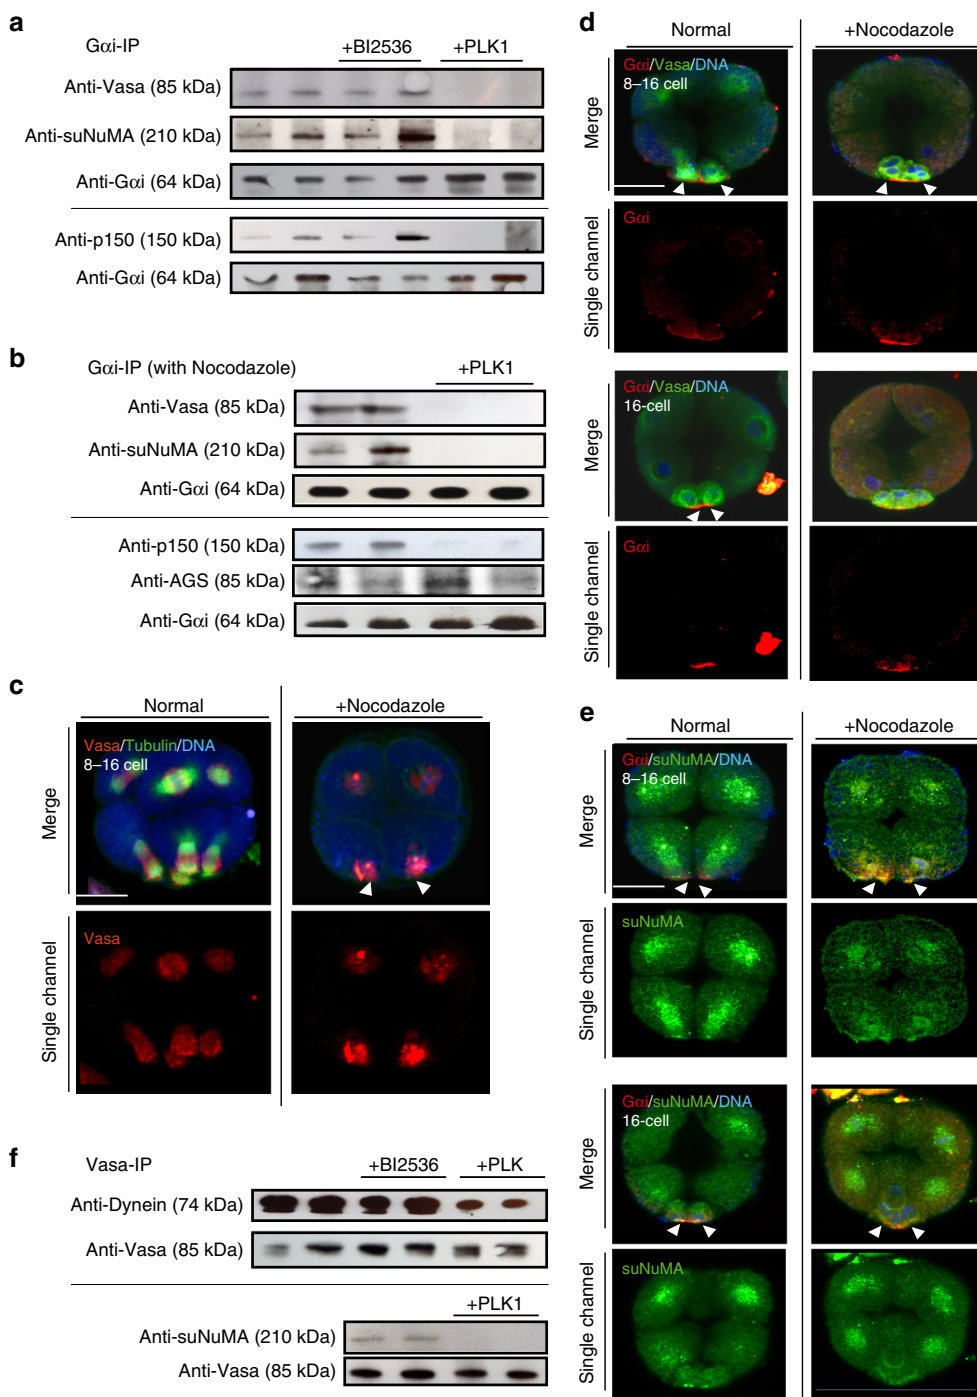 a
Gαi-IP
+BI2536
+PLK1
Anti-Vasa (85 kDa)
Anti-suNuMA (210 kDa)
Anti-Gαi (64 kDa)
Anti-p150 (150 kDa)
Anti-Gαi (64 kDa)
b
Gαi-IP (with Nocodazole)
+PLK1
Anti-Vasa (85 kDa)
Anti-suNuMA (210 kDa)
Anti-Gαi (64 kDa)
Anti-p150 (150 kDa)
Anti-AGS (85 kDa)
Anti-Gαi (64 kDa)
c
Normal
+Nocodazole
Merge
Vasa/Tubulin/DNA
8–16 cell
Single channel
Vasa
d
Normal
+Nocodazole
Merge
Gαi/Vasa/DNA
8–16 cell
Single channel
Gαi
Merge
Gαi/Vasa/DNA
16-cell
Single channel
Gαi
e
Normal
+Nocodazole
Merge
Gαi/suNuMA/DNA
8–16 cell
Single channel
suNuMA
Merge
Gαi/suNuMA/DNA
16-cell
Single channel
suNuMA
f
Vasa-IP
+BI2536
+PLK
Anti-Dynein (74 kDa)
Anti-Vasa (85 kDa)
+PLK1
Anti-suNuMA (210 kDa)
Anti-Vasa (85 kDa)